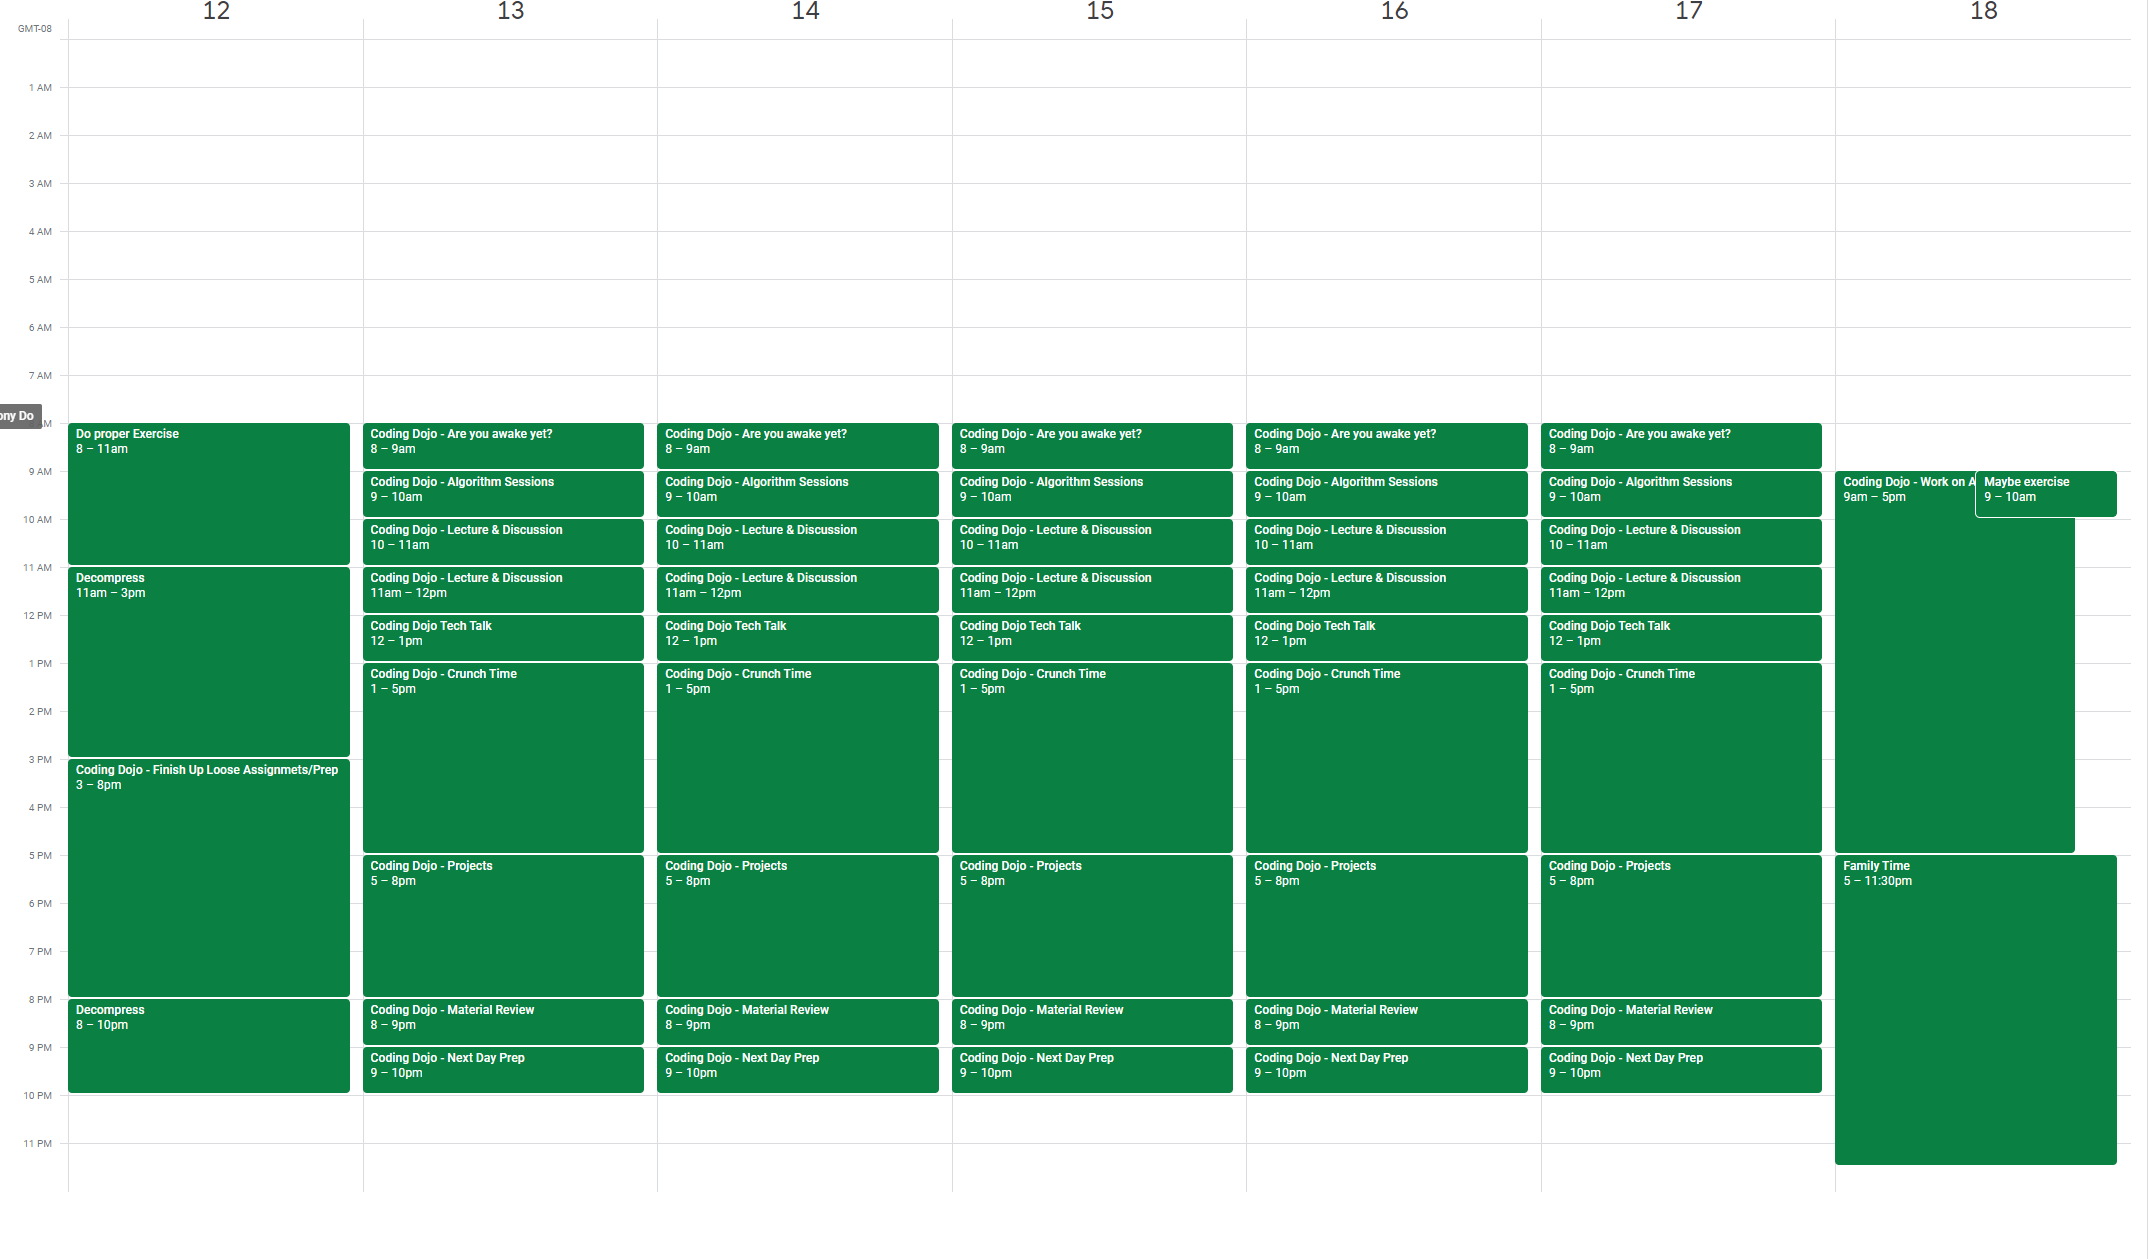 12 13 14 15 16 17 18
GMT-08
1 AM
2 AM
3 AM
4 AM
5 AM
6 AM
7 AM
ony Do
AM
9 AM
10 AM
11 AM
12 PM
1 PM
2 PM
3 PM
4 PM
5 PM
6 PM
7 PM
8 PM
9 PM
10 PM
11 PM
Do proper Exercise
8 – 11am
Decompress
11am – 3pm
Coding Dojo - Finish Up Loose Assignmets/Prep
3 – 8pm
Decompress
8 – 10pm
Coding Dojo - Are you awake yet?
8 – 9am
Coding Dojo - Algorithm Sessions
9 – 10am
Coding Dojo - Lecture & Discussion
10 – 11am
Coding Dojo - Lecture & Discussion
11am – 12pm
Coding Dojo Tech Talk
12 – 1pm
Coding Dojo - Crunch Time
1 – 5pm
Coding Dojo - Projects
5 – 8pm
Coding Dojo - Material Review
8 – 9pm
Coding Dojo - Next Day Prep
9 – 10pm
Coding Dojo - Are you awake yet?
8 – 9am
Coding Dojo - Algorithm Sessions
9 – 10am
Coding Dojo - Lecture & Discussion
10 – 11am
Coding Dojo - Lecture & Discussion
11am – 12pm
Coding Dojo Tech Talk
12 – 1pm
Coding Dojo - Crunch Time
1 – 5pm
Coding Dojo - Projects
5 – 8pm
Coding Dojo - Material Review
8 – 9pm
Coding Dojo - Next Day Prep
9 – 10pm
Coding Dojo - Are you awake yet?
8 – 9am
Coding Dojo - Algorithm Sessions
9 – 10am
Coding Dojo - Lecture & Discussion
10 – 11am
Coding Dojo - Lecture & Discussion
11am – 12pm
Coding Dojo Tech Talk
12 – 1pm
Coding Dojo - Crunch Time
1 – 5pm
Coding Dojo - Projects
5 – 8pm
Coding Dojo - Material Review
8 – 9pm
Coding Dojo - Next Day Prep
9 – 10pm
Coding Dojo - Are you awake yet?
8 – 9am
Coding Dojo - Algorithm Sessions
9 – 10am
Coding Dojo - Lecture & Discussion
10 – 11am
Coding Dojo - Lecture & Discussion
11am – 12pm
Coding Dojo Tech Talk
12 – 1pm
Coding Dojo - Crunch Time
1 – 5pm
Coding Dojo - Projects
5 – 8pm
Coding Dojo - Material Review
8 – 9pm
Coding Dojo - Next Day Prep
9 – 10pm
Coding Dojo - Are you awake yet?
8 – 9am
Coding Dojo - Algorithm Sessions
9 – 10am
Coding Dojo - Lecture & Discussion
10 – 11am
Coding Dojo - Lecture & Discussion
11am – 12pm
Coding Dojo Tech Talk
12 – 1pm
Coding Dojo - Crunch Time
1 – 5pm
Coding Dojo - Projects
5 – 8pm
Coding Dojo - Material Review
8 – 9pm
Coding Dojo - Next Day Prep
9 – 10pm
Coding Dojo - Work on A
9am – 5pm
Maybe exercise
9 – 10am
Family Time
5 – 11:30pm